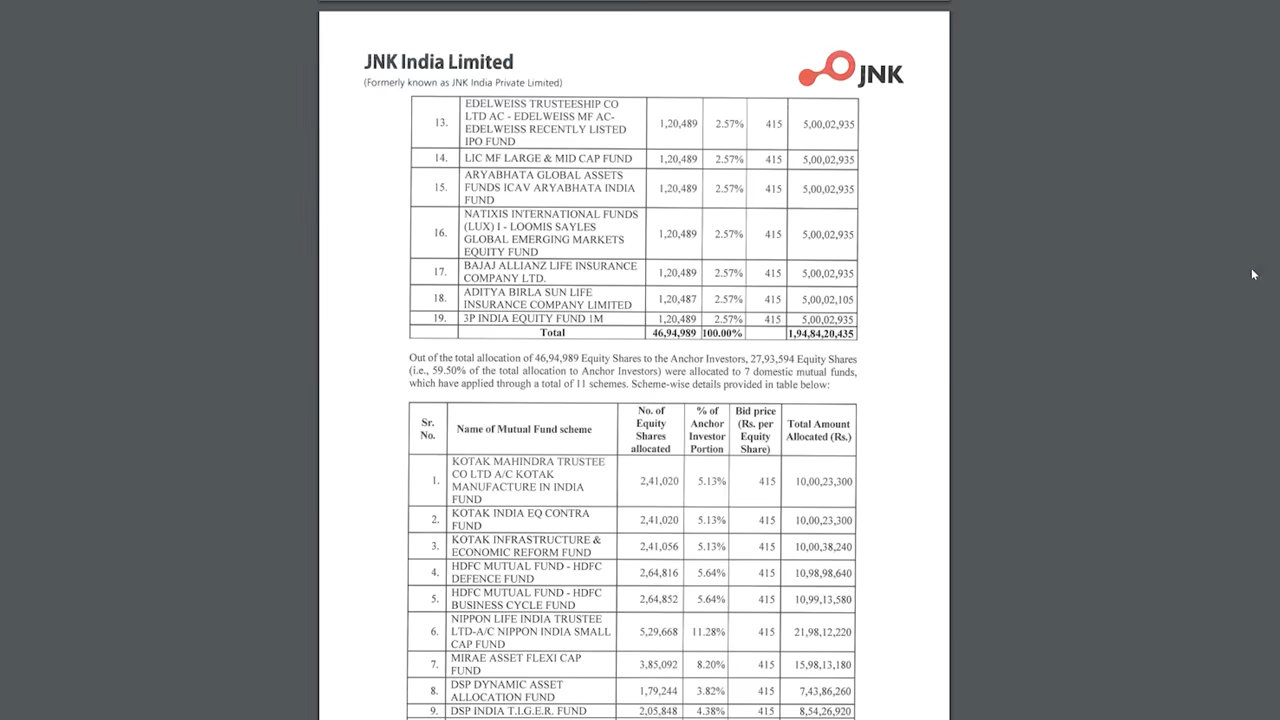 JNK India Limited
(Formerly known as JNK India Private Limited)
JNK
13. EDELWEISS TRUSTEESHIP CO LTD AC - EDELWEISS MF AC- EDELWEISS RECENTLY LISTED IPO FUND 1,20,489 2.57% 415 5,00,02,935
14. LIC MF LARGE & MID CAP FUND 1,20,489 2.57% 415 5,00,02,935
15. ARYABHATA GLOBAL ASSETS FUNDS ICAV ARYABHATA INDIA FUND 1,20,489 2.57% 415 5,00,02,935
16. NATIXIS INTERNATIONAL FUNDS (LUX) I - LOOMIS SAYLES GLOBAL EMERGING MARKETS EQUITY FUND 1,20,489 2.57% 415 5,00,02,935
17. BAJAJ ALLIANZ LIFE INSURANCE COMPANY LTD. 1,20,489 2.57% 415 5,00,02,935
18. ADITYA BIRLA SUN LIFE INSURANCE COMPANY LIMITED 1,20,487 2.57% 415 5,00,02,105
19. 3P INDIA EQUITY FUND 1M 1,20,489 2.57% 415 5,00,02,935
Total 46,94,989 100.00% 1,94,84,20,435
Out of the total allocation of 46,94,989 Equity Shares to the Anchor Investors, 27,93,594 Equity Shares
(i.e., 59.50% of the total allocation to Anchor Investors) were allocated to 7 domestic mutual funds,
which have applied through a total of 11 schemes. Scheme-wise details provided in table below:
Sr. No. Name of Mutual Fund scheme No. of Equity Shares allocated % of Anchor Investor Portion Bid price (Rs. per Equity Share) Total Amount Allocated (Rs.)
1. KOTAK MAHINDRA TRUSTEE CO LTD A/C KOTAK MANUFACTURE IN INDIA FUND 2,41,020 5.13% 415 10,00,23,300
2. KOTAK INDIA EQ CONTRA FUND 2,41,020 5.13% 415 10,00,23,300
3. KOTAK INFRASTRUCTURE & ECONOMIC REFORM FUND 2,41,056 5.13% 415 10,00,38,240
4. HDFC MUTUAL FUND - HDFC DEFENCE FUND 2,64,816 5.64% 415 10,98,98,640
5. HDFC MUTUAL FUND - HDFC BUSINESS CYCLE FUND 2,64,852 5.64% 415 10,99,13,580
6. NIPPON LIFE INDIA TRUSTEE LTD-A/C NIPPON INDIA SMALL CAP FUND 5,29,668 11.28% 415 21,98,12,220
7. MIRAE ASSET FLEXI CAP FUND 3,85,092 8.20% 415 15,98,13,180
8. DSP DYNAMIC ASSET ALLOCATION FUND 1,79,244 3.82% 415 7,43,86,260
9. DSP INDIA T.I.G.E.R. FUND 2,05,848 4.38% 415 8,54,26,920